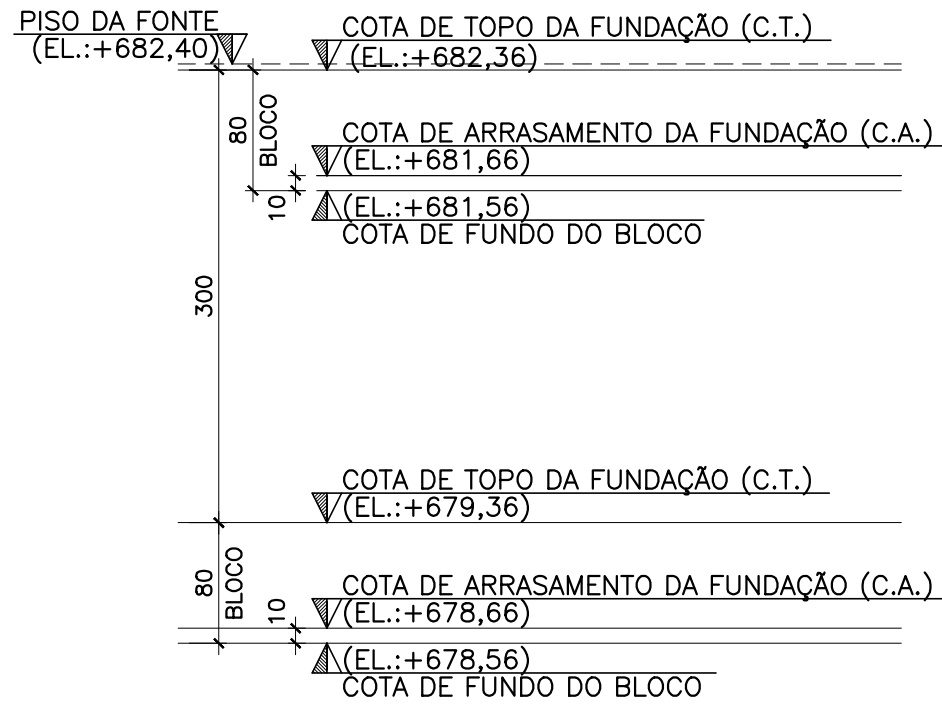 PISO DA FONTE
(EL.:+682,40)
COTA DE TOPO DA FUNDAÇÃO (C.T.)
(EL.:+682,36)
80
BLOCO
COTA DE ARRASAMENTO DA FUNDAÇÃO (C.A.)
(EL.:+681,66)
10
(EL.:+681,56)
COTA DE FUNDO DO BLOCO
300
COTA DE TOPO DA FUNDAÇÃO (C.T.)
(EL.:+679,36)
80
BLOCO
COTA DE ARRASAMENTO DA FUNDAÇÃO (C.A.)
10
(EL.:+678,66)
(EL.:+678,56)
COTA DE FUNDO DO BLOCO